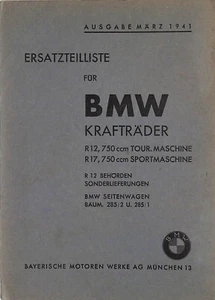 AUSGABE MÄRZ 1941
ERSATZTEILLISTE
FÜR
BMW
KRAFTRÄDER
R 12, 750 ccm TOUR. MASCHINE
R 17, 750 ccm SPORTMASCHINE
R 12 BEHÖRDEN
SONDERLIEFERUNGEN
BMW SEITENWAGEN
BAUM. 285/2 U. 285/1
BMW
BAYERISCHE MOTOREN WERKE AG MÜNCHEN 13